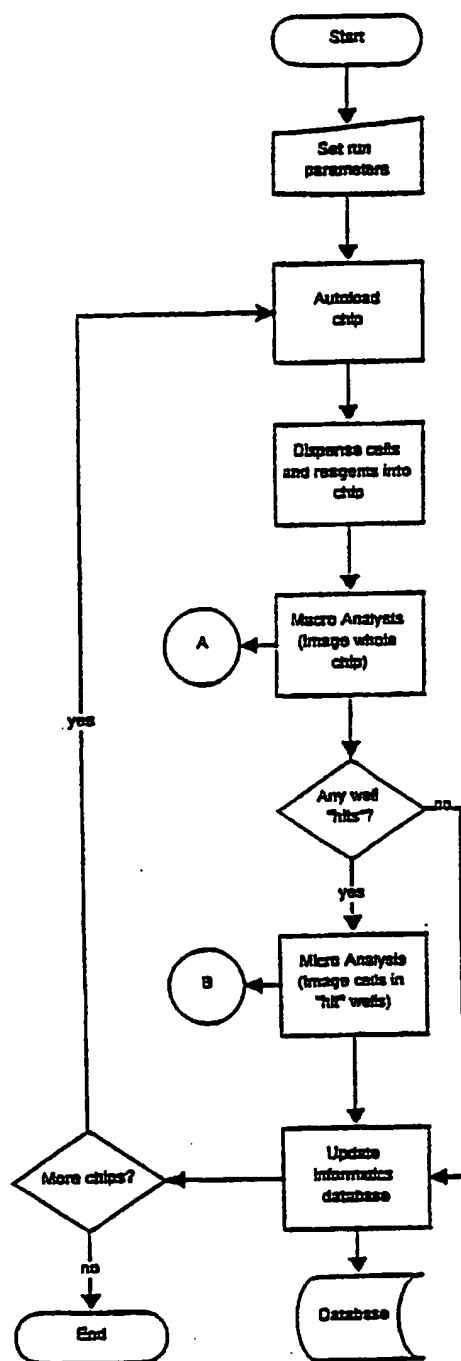 Start
Set run
parameters
Autoload
chip
Dispense cells
and reagents into
chip
Macro Analysis
(Image whole
chip)
A
yes
Any well
"hits"?
no
yes
Micro Analysis
(Image cells in
"hit" wells)
B
Update
informatics
database
More chips?
no
End
Database